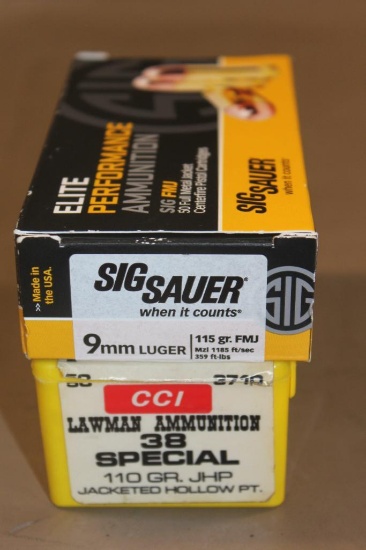 ELITE
PERFORMANCE
AMMUNITION
SIG FMJ
50 Full Metal Jacket
Centerfire Pistol Cartridges
SIG SAUER
when it counts®
>> Made in
the USA.
SIG SAUER
when it counts®
SIG
9mm LUGER
115 gr. FMJ
Mzl 1185 ft/sec
359 ft-lbs
50
CCI
LAWMAN AMMUNITION
38
SPECIAL
110 GR. JHP
JACKETED HOLLOW PT.